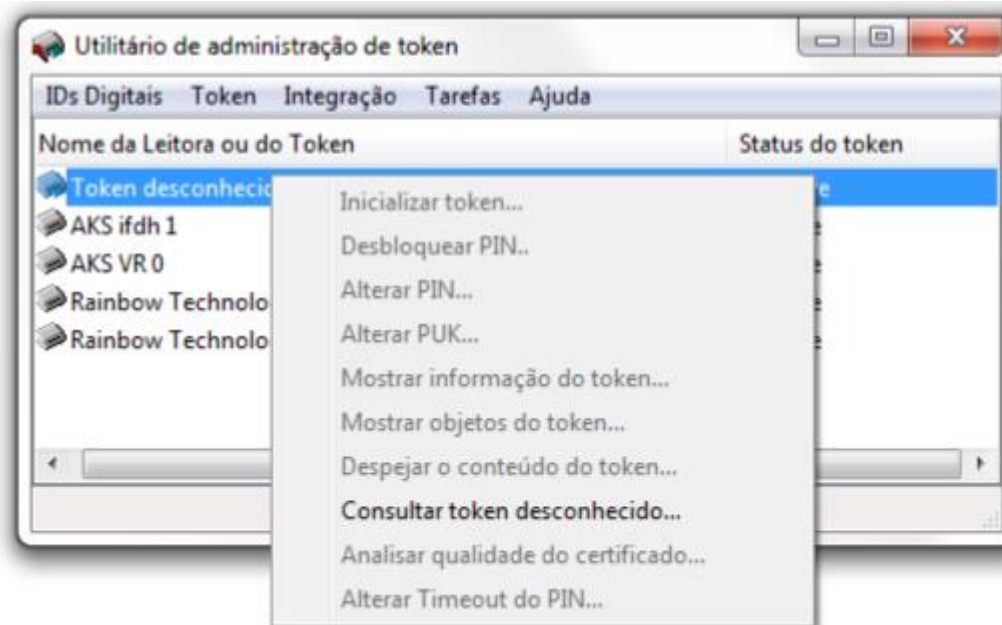 Utilitário de administração de token
IDs Digitais Token Integração Tarefas Ajuda
Nome da Leitora ou do Token Status do token
Token
Inicializar token...
AKS ifdh 1
Desbloquear PIN..
AKS VR 0
Alterar PIN...
Rainbow
Alterar PUK...
Rainbow
Mostrar informação do token...
Mostrar objetos do token...
Despejar o conteúdo do token...
Consultar token desconhecido...
Analisar qualidade do certificado...
Alterar Timeout do PIN...